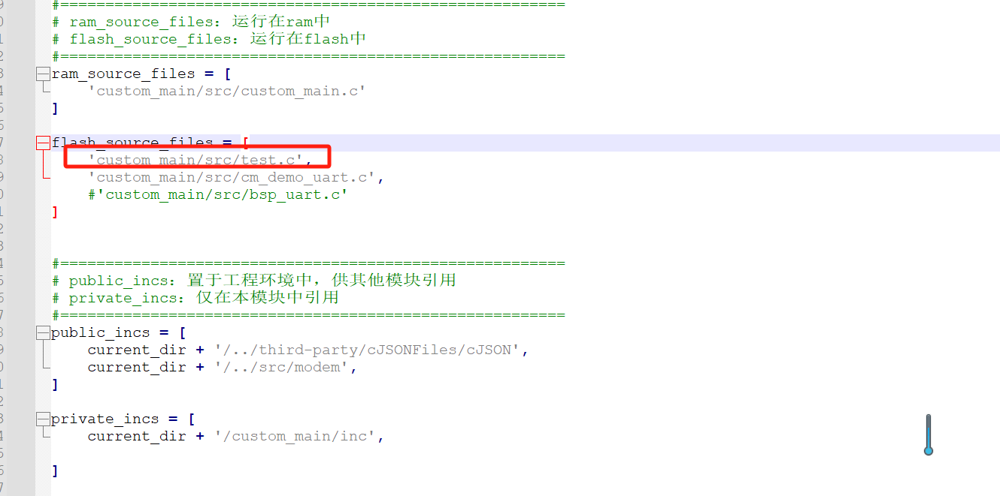 #========================================================
# ram_source_files: 运行在ram中
# flash_source_files: 运行在flash中
#========================================================
ram_source_files = [
    'custom_main/src/custom_main.c'
]
flash_source_files = [
    'custom_main/src/test.c',
    'custom_main/src/cm_demo_uart.c',
    #'custom_main/src/bsp_uart.c'
]
#========================================================
# public_incs: 置于工程环境中，供其他模块引用
# private_incs: 仅在本模块中引用
#========================================================
public_incs = [
    current_dir + '/../third-party/cJSONFiles/cJSON',
    current_dir + '/../src/modem',
]
private_incs = [
    current_dir + '/custom_main/inc',
]